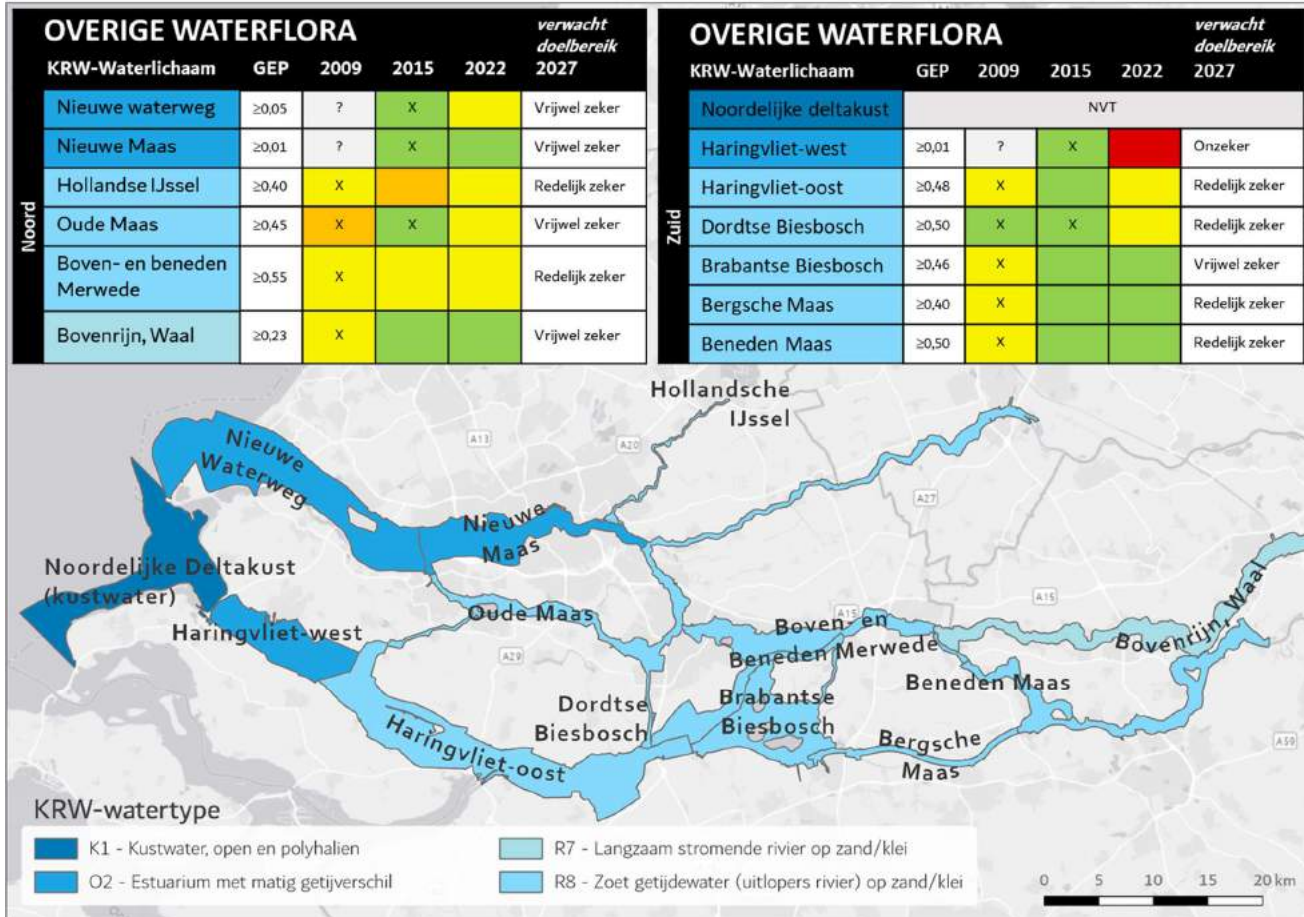 OVERIGE WATERFLORA
verwacht
doelbereik
KRW-Waterlichaam GEP 2009 2015 2022 2027
Noord
Nieuwe waterweg ≥0,05 ? X Vrijwel zeker
Nieuwe Maas ≥0,01 ? X Vrijwel zeker
Hollandse IJssel ≥0,40 X Redelijk zeker
Oude Maas ≥0,45 X X Vrijwel zeker
Boven- en beneden
Merwede ≥0,55 X Redelijk zeker
Bovenrijn, Waal ≥0,23 X Vrijwel zeker
OVERIGE WATERFLORA
verwacht
doelbereik
KRW-Waterlichaam GEP 2009 2015 2022 2027
Zuid
Noordelijke deltakust NVT
Haringvliet-west ≥0,01 ? X Onzeker
Haringvliet-oost ≥0,48 X Redelijk zeker
Dordtse Biesbosch ≥0,50 X X Redelijk zeker
Brabantse Biesbosch ≥0,46 X Vrijwel zeker
Bergsche Maas ≥0,40 X Redelijk zeker
Beneden Maas ≥0,50 X Redelijk zeker
Hollandsche
IJssel
A13
A20
A27
Nieuwe
Waterweg
Nieuwe
Maas
Noordelijke Deltakust
(kustwater)
Haringvliet-west
Oude Maas
A29
A15
A15
Boven- en
Beneden Merwede
Bovenrijn, Waal
Beneden Maas
Dordtse
Biesbosch
Brabantse
Biesbosch
Haringvliet-oost
Bergsche
Maas
A59
KRW-watertype
K1 - Kustwater, open en polyhalien
O2 - Estuarium met matig getijverschil
R7 - Langzaam stromende rivier op zand/klei
R8 - Zoet getijdewater (uitlopers rivier) op zand/klei
0 5 10 15 20 km